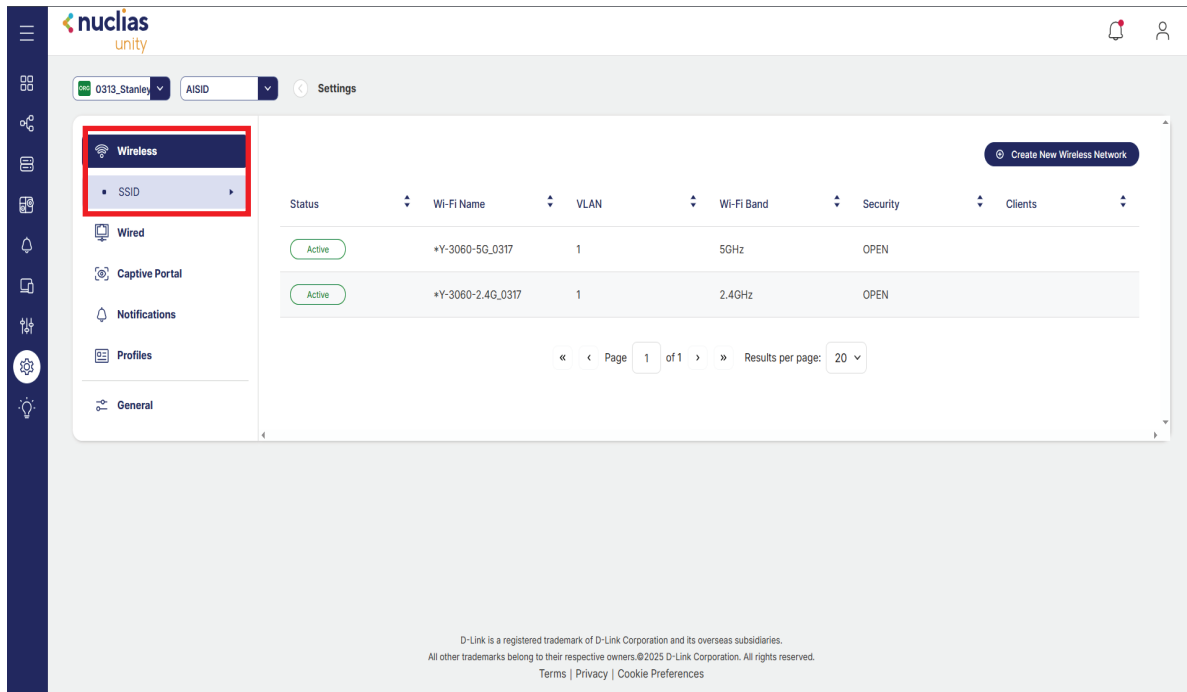 nuclias
unity
ORG 0313_Stanley AISID Settings
Wireless
SSID
Wired
Captive Portal
Notifications
Profiles
General
Create New Wireless Network
Status Wi-Fi Name VLAN Wi-Fi Band Security Clients
Active *Y-3060-5G_0317 1 5GHz OPEN
Active *Y-3060-2.4G_0317 1 2.4GHz OPEN
« ‹ Page 1 of 1 › » Results per page: 20
D-Link is a registered trademark of D-Link Corporation and its overseas subsidiaries.
All other trademarks belong to their respective owners.©2025 D-Link Corporation. All rights reserved.
Terms | Privacy | Cookie Preferences